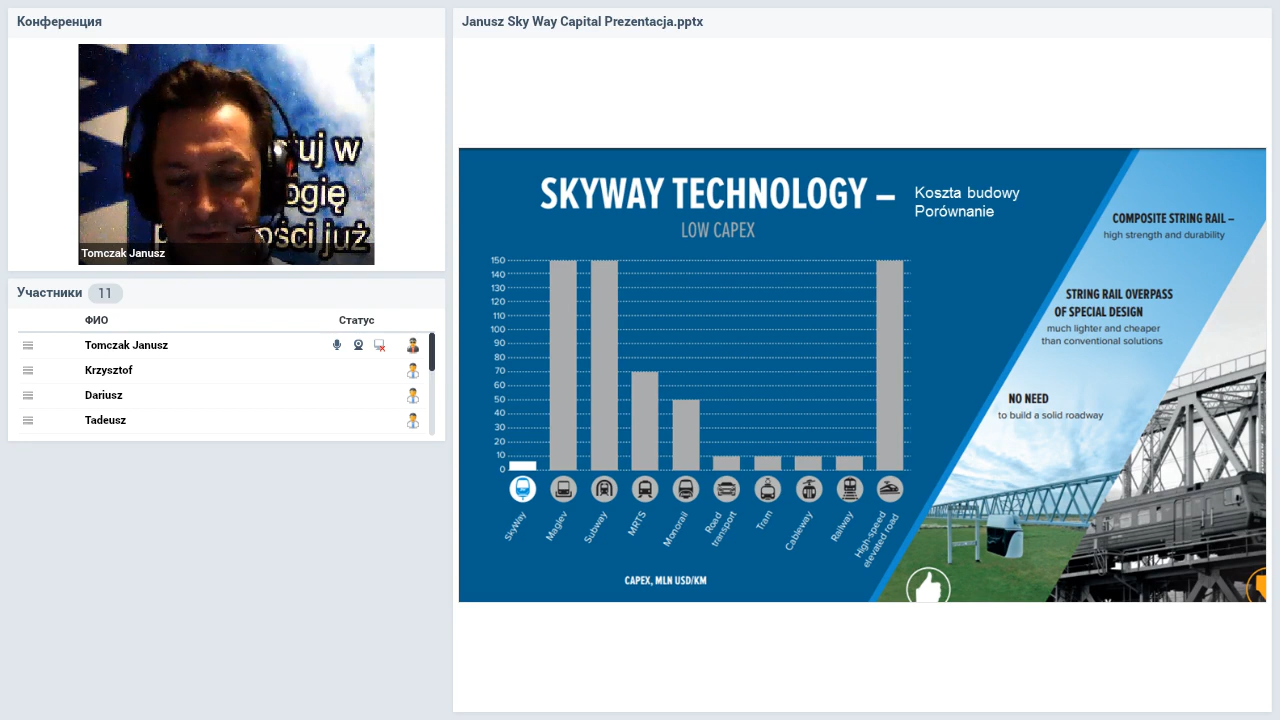 Конференция
tuj w
ogię
p
ości już
Tomczak Janusz
Участники 11
ФИО Статус
Tomczak Janusz
Krzysztof
Dariusz
Tadeusz
Janusz Sky Way Capital Prezentacja.pptx
SKYWAY TECHNOLOGY –
Koszta budowy
Porównanie
LOW CAPEX
150
140
130
120
110
100
90
80
70
60
50
40
30
20
10
0
SkyWay
Maglev
Subway
MRTS
Monorail
Road
transport
Tram
Cableway
Railway
High-speed
elevated road
CAPEX, MLN USD/KM
COMPOSITE STRING RAIL –
high strength and durability
STRING RAIL OVERPASS
OF SPECIAL DESIGN
much lighter and cheaper
than conventional solutions
NO NEED
to build a solid roadway